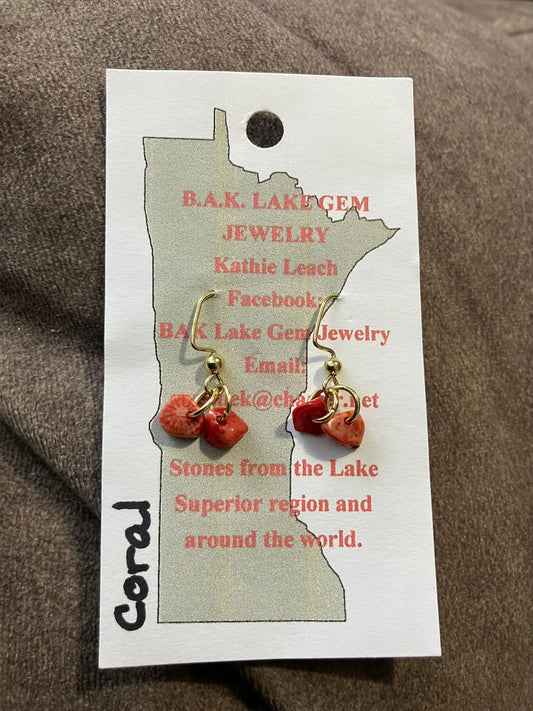 B.A.K. LAKE GEM
JEWELRY
Kathie Leach
Facebook:
BAK Lake Gem Jewelry
Email:
Stones from the Lake
Superior region and
around the world.
Coral